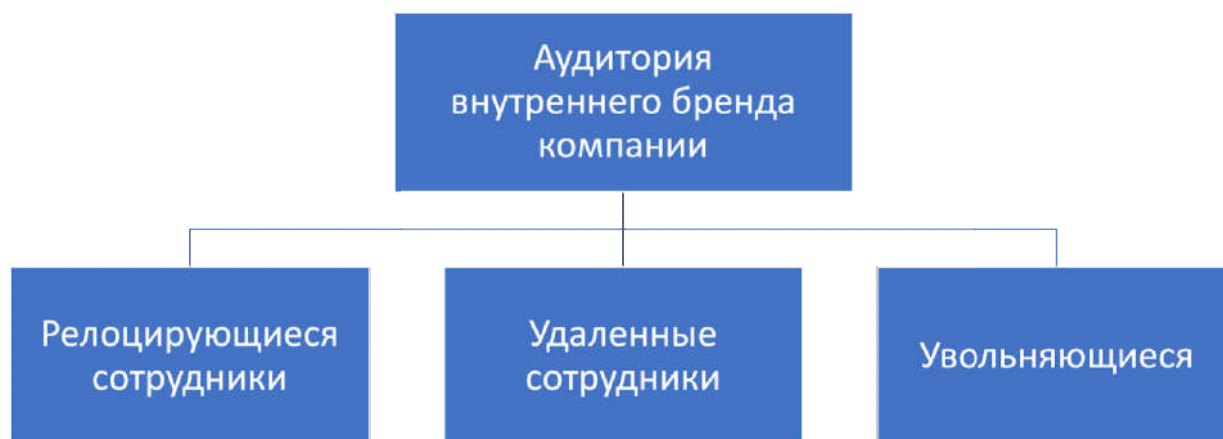 Аудитория
внутреннего бренда
компании
Релоцирующиеся
сотрудники
Удаленные
сотрудники
Увольняющиеся